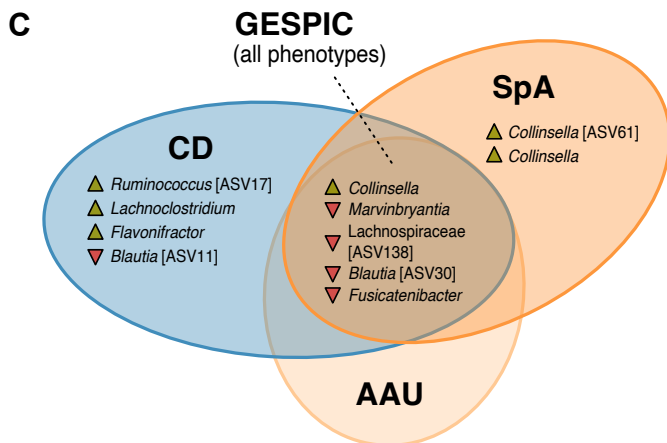 C
GESPIC
(all phenotypes)
SpA
Collinsella [ASV61]
Collinsella
CD
Ruminococcus [ASV17]
Lachnoclostridium
Flavonifractor
Blautia [ASV11]
Collinsella
Marvinbryantia
Lachnospiraceae
[ASV138]
Blautia [ASV30]
Fusicatenibacter
AAU